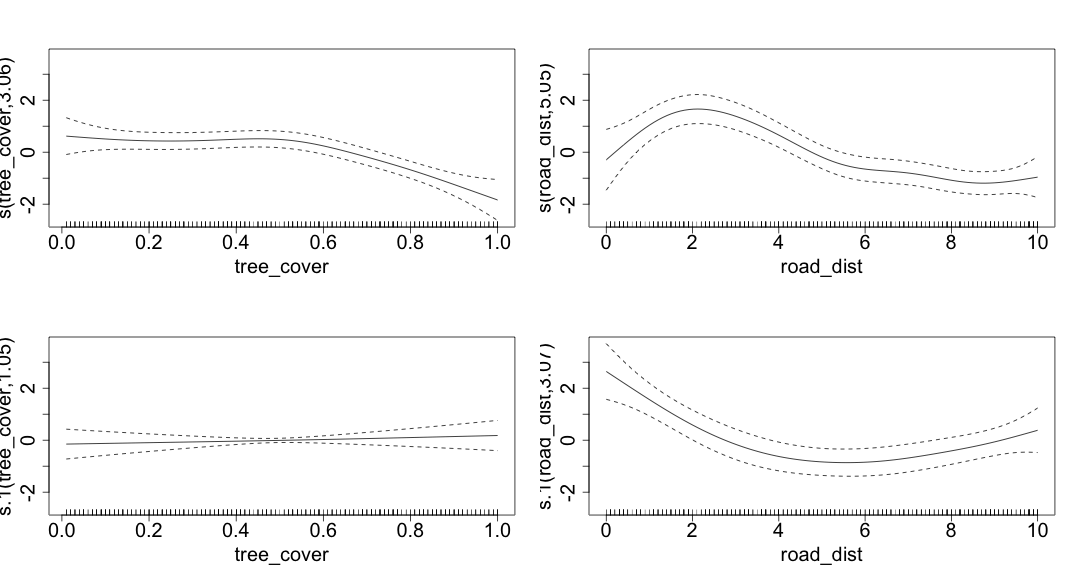 s(tree_cover,3.06)
2
0
-2
0.0 0.2 0.4 0.6 0.8 1.0
tree_cover
s(road_dist,5.05)
2
0
-2
0 2 4 6 8 10
road_dist
s.1(tree_cover,1.05)
2
0
-2
0.0 0.2 0.4 0.6 0.8 1.0
tree_cover
s.1(road_dist,3.07)
2
0
-2
0 2 4 6 8 10
road_dist